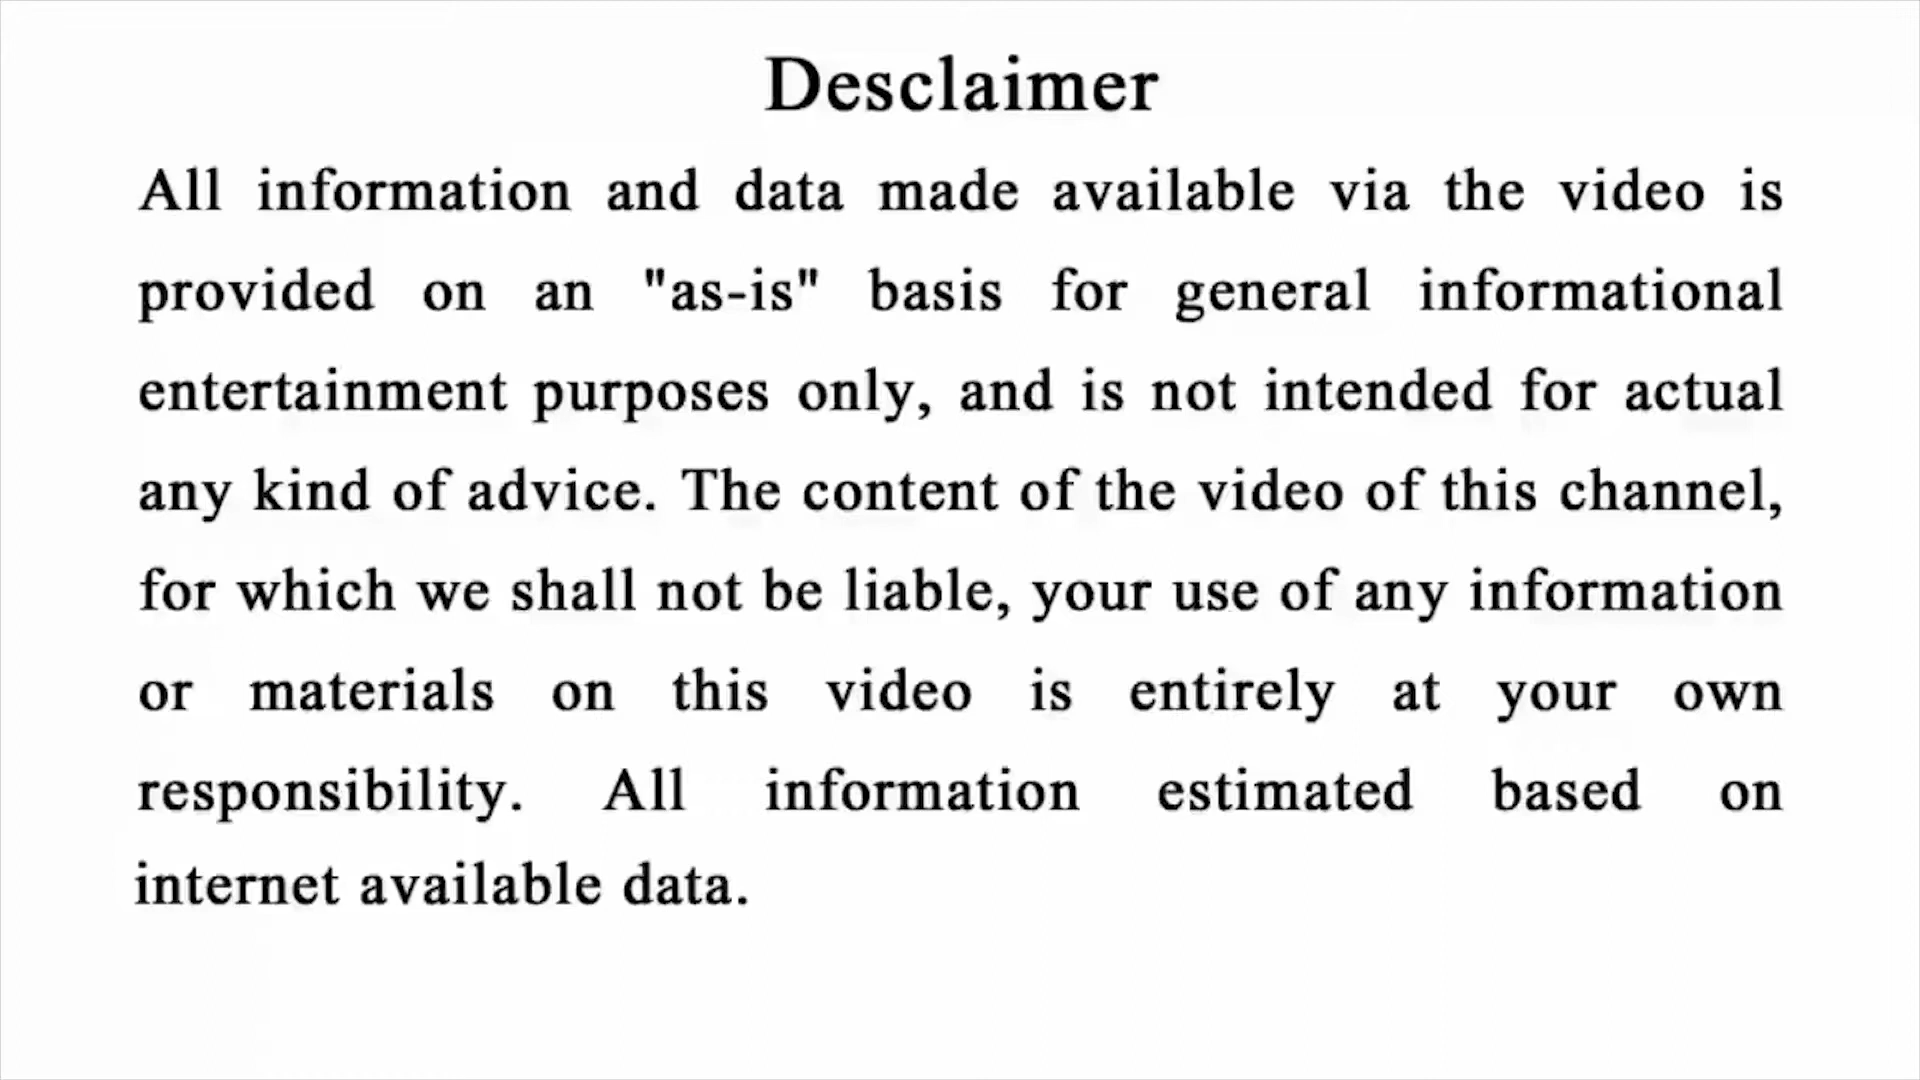 Desclaimer
All information and data made available via the video is
provided on an "as-is" basis for general informational
entertainment purposes only, and is not intended for actual
any kind of advice. The content of the video of this channel,
for which we shall not be liable, your use of any information
or materials on this video is entirely at your own
responsibility. All information estimated based on
internet available data.